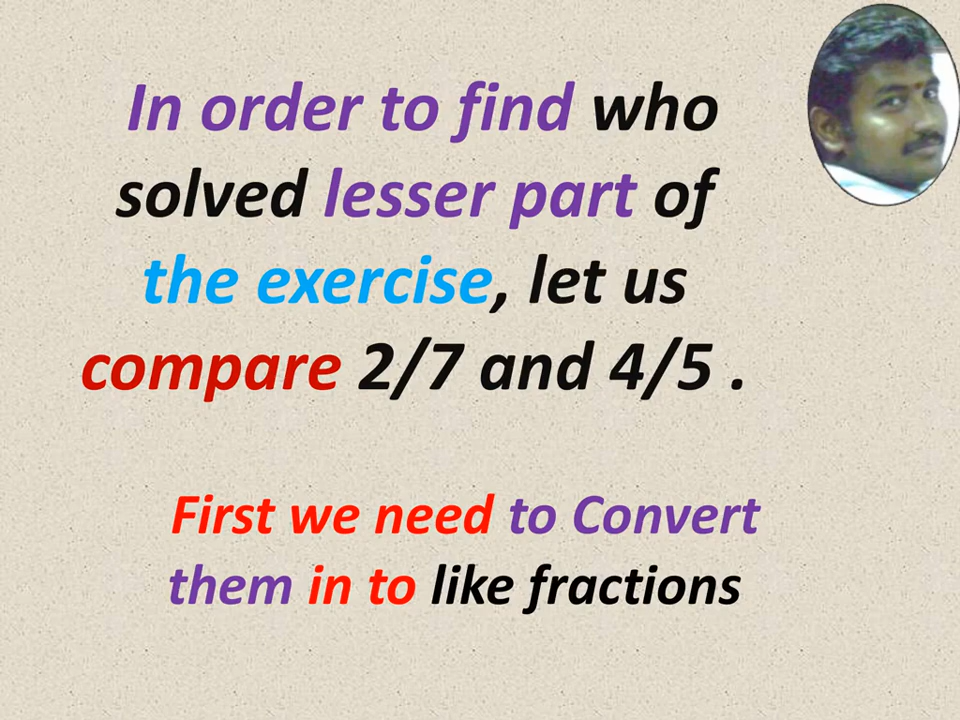 In order to find who
solved lesser part of
the exercise, let us
compare 2/7 and 4/5 .
First we need to Convert
them in to like fractions